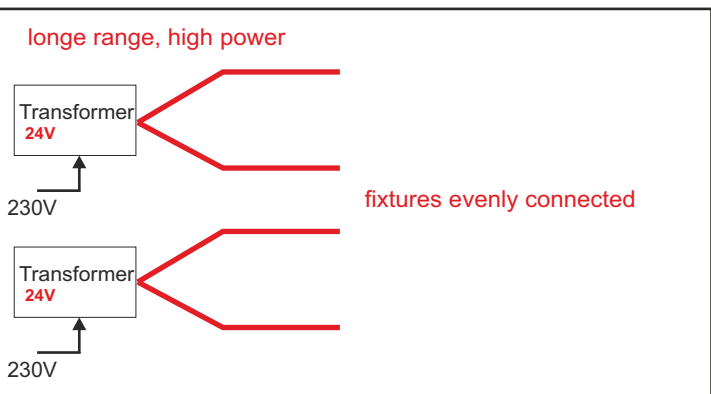 longe range, high power
Transformer
24V
230V
fixtures evenly connected
Transformer
24V
230V